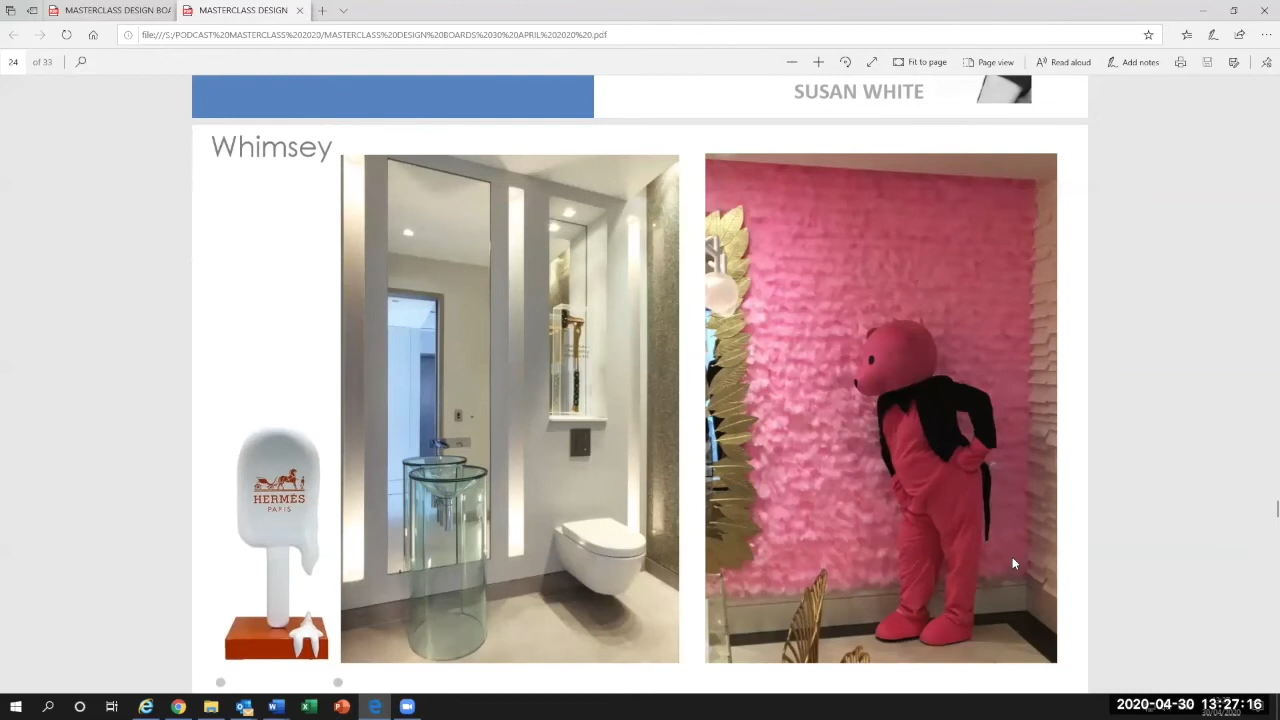 MASTERCLASS DESIGN BOA
MASTERCLASS DESIGN
file:///S:/PODCAST%20MASTERCLASS%202020/MASTERCLASS%20DESIGN%20BOARDS%2030%20APRIL%202020%20.pdf
24 of 33
Fit to page
Page view
Read aloud
Add notes
SUSAN WHITE
Whimsey
HERMÈS
PARIS
2020-04-30 13:27:16